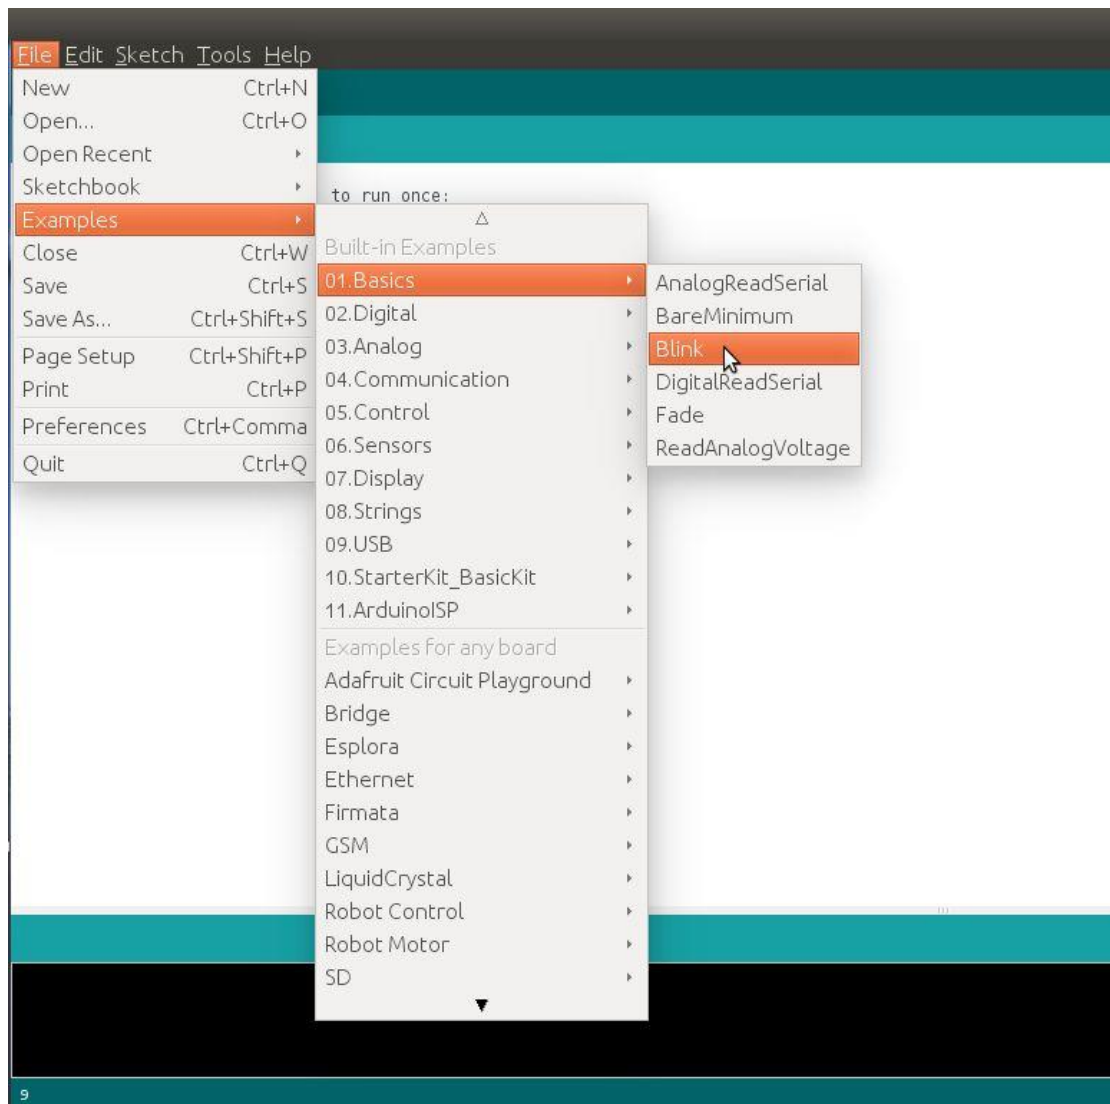 File Edit Sketch Tools Help
New Ctrl+N
Open... Ctrl+O
Open Recent
Sketchbook
Examples
Close Ctrl+W
Save Ctrl+S
Save As... Ctrl+Shift+S
Page Setup Ctrl+Shift+P
Print Ctrl+P
Preferences Ctrl+Comma
Quit Ctrl+Q
to run once:
Built-in Examples
01.Basics
02.Digital
03.Analog
04.Communication
05.Control
06.Sensors
07.Display
08.Strings
09.USB
10.StarterKit_BasicKit
11.ArduinoISP
Examples for any board
Adafruit Circuit Playground
Bridge
Esplora
Ethernet
Firmata
GSM
LiquidCrystal
Robot Control
Robot Motor
SD
AnalogReadSerial
BareMinimum
Blink
DigitalReadSerial
Fade
ReadAnalogVoltage
9